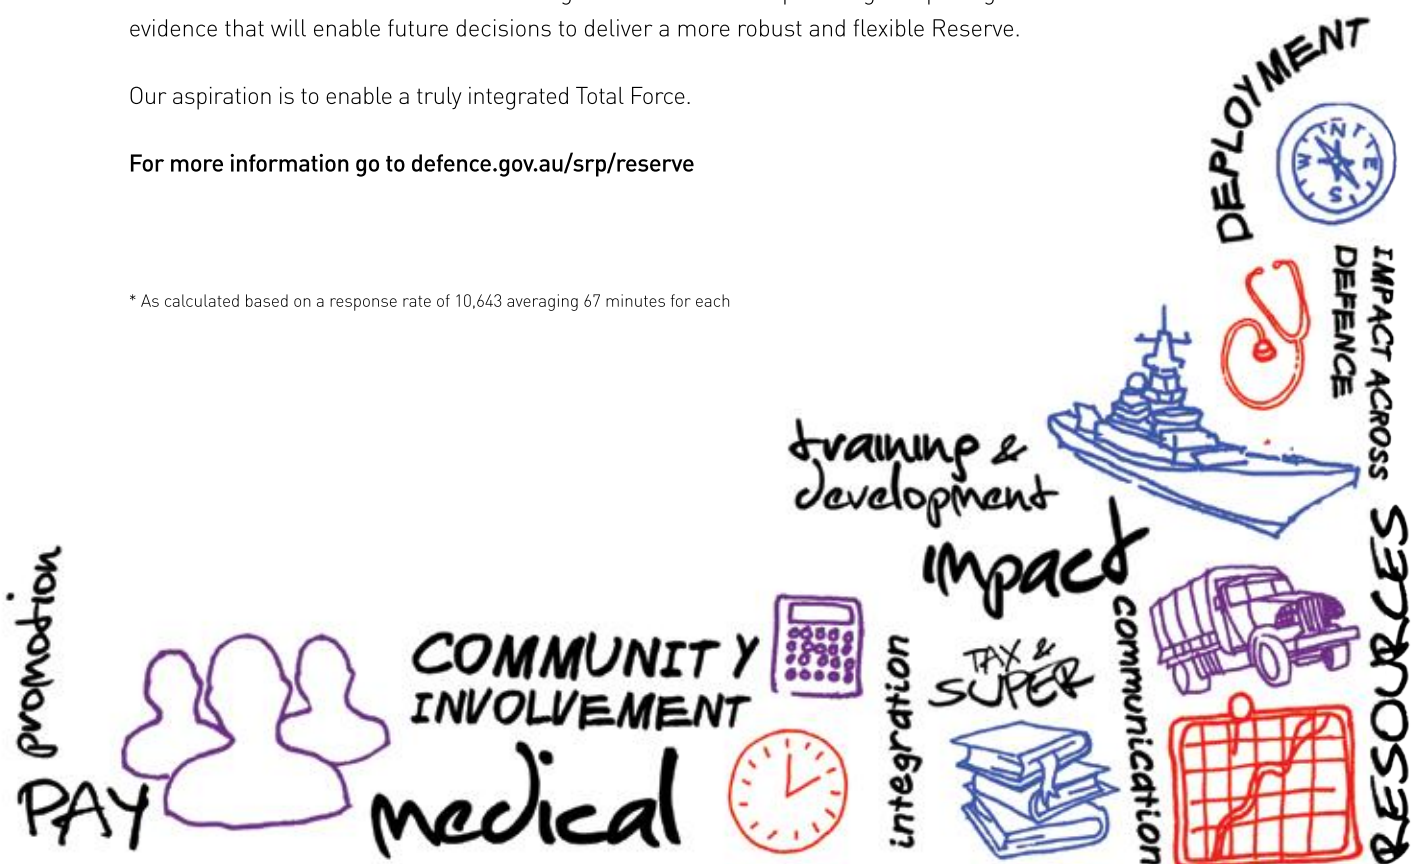 evidence that will enable future decisions to deliver a more robust and flexible Reserve.
Our aspiration is to enable a truly integrated Total Force.
For more information go to defence.gov.au/srp/reserve
* As calculated based on a response rate of 10,643 averaging 67 minutes for each
DEPLOYMENT
N
E
S
W
IMPACT ACROSS
DEFENCE
training &
development
impact
RESOURCES
promotion
PAY
COMMUNITY
INVOLVEMENT
medical
integration
TAX &
SUPER
communication